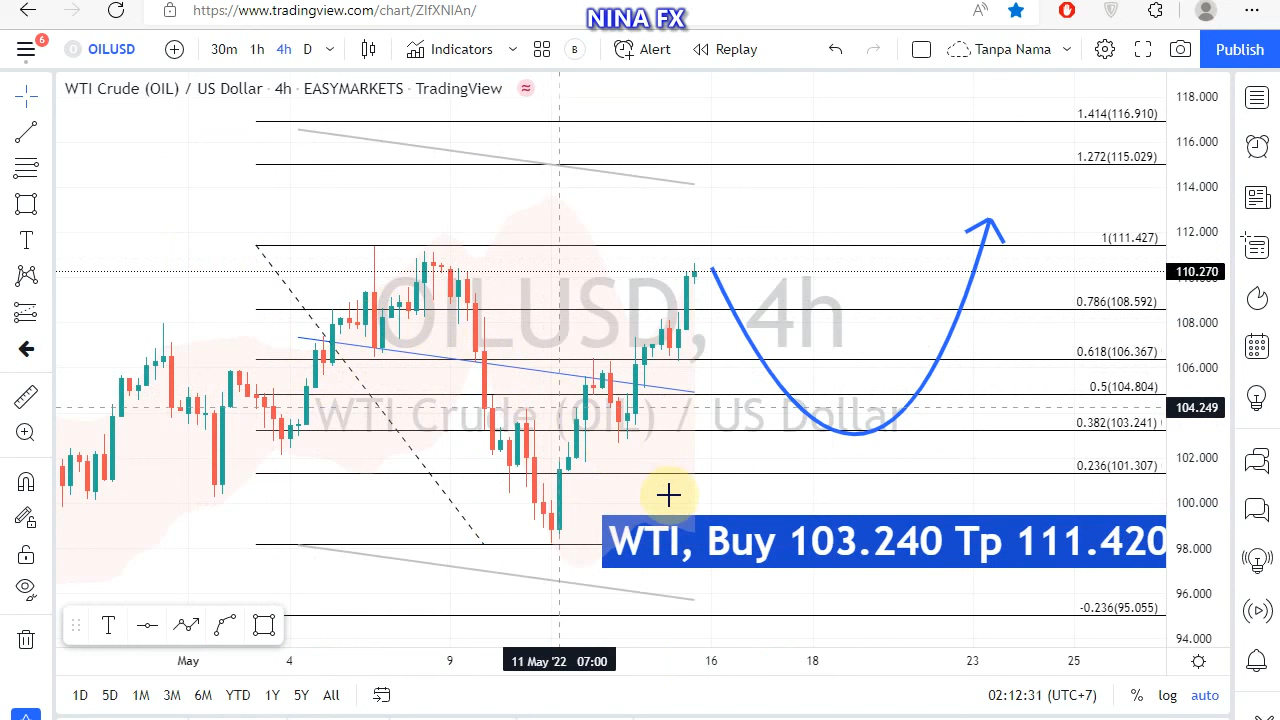 https://www.tradingview.com/chart/ZIfXNIAn/
NINA FX
6
OILUSD
30m 1h 4h D
Indicators
B
Alert
Replay
Tanpa Nama
Publish
WTI Crude (OIL) / US Dollar · 4h · EASYMARKETS · TradingView
118.000
1.414(116.910)
116.000
1.272(115.029)
114.000
112.000
1(111.427)
110.270
0.786(108.592)
108.000
OILUSD, 4h
0.618(106.367)
106.000
0.5(104.804)
104.249
WTI Crude (OIL) / US Dollar
0.382(103.241)
102.000
0.236(101.307)
100.000
WTI, Buy 103.240 Tp 111.420
98.000
96.000
-0.236(95.055)
94.000
T
May 4 9 11 May '22 07:00 16 18 23 25
1D 5D 1M 3M 6M YTD 1Y 5Y All
02:12:31 (UTC+7)
% log auto